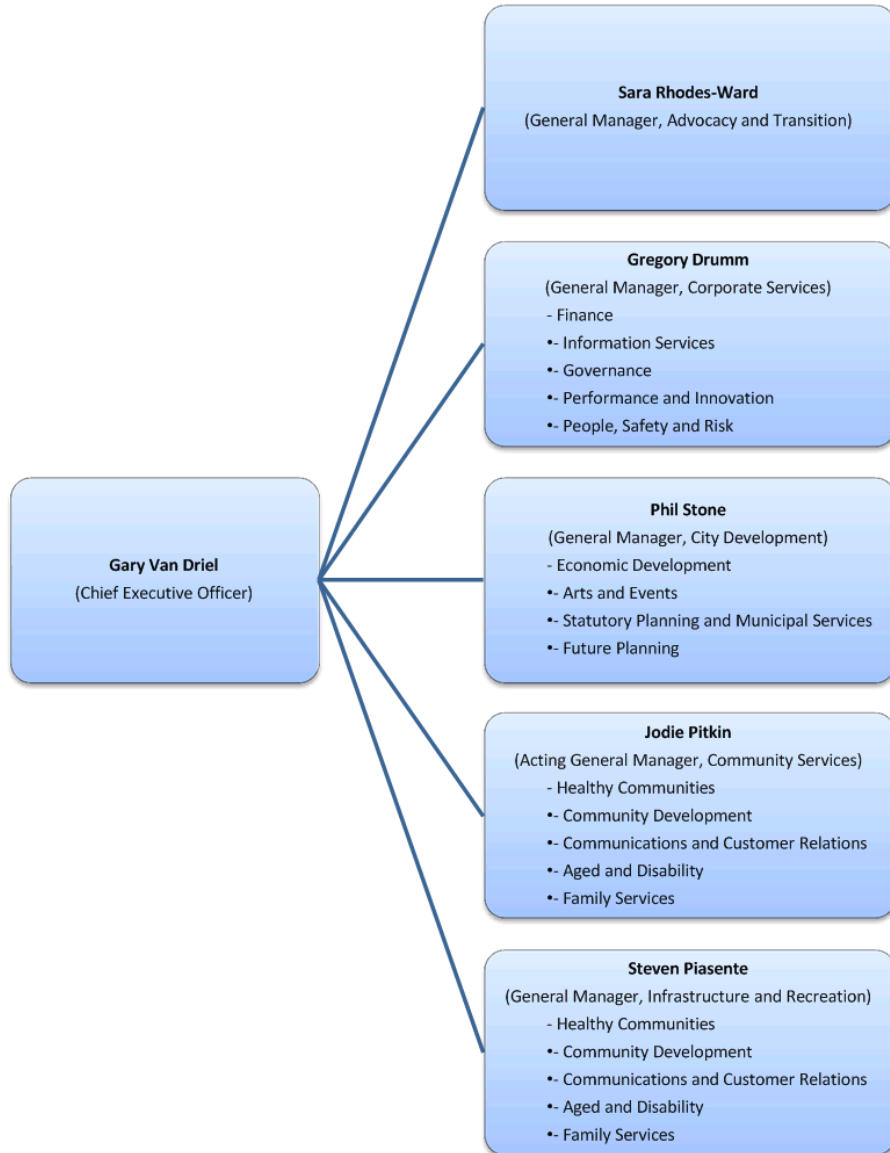 Sara Rhodes-Ward
(General Manager, Advocacy and Transition)
Gregory Drumm
(General Manager, Corporate Services)
- Finance
•- Information Services
•- Governance
•- Performance and Innovation
•- People, Safety and Risk
Gary Van Driel
(Chief Executive Officer)
Phil Stone
(General Manager, City Development)
- Economic Development
•- Arts and Events
•- Statutory Planning and Municipal Services
•- Future Planning
Jodie Pitkin
(Acting General Manager, Community Services)
- Healthy Communities
•- Community Development
•- Communications and Customer Relations
•- Aged and Disability
•- Family Services
Steven Piasente
(General Manager, Infrastructure and Recreation)
- Healthy Communities
•- Community Development
•- Communications and Customer Relations
•- Aged and Disability
•- Family Services